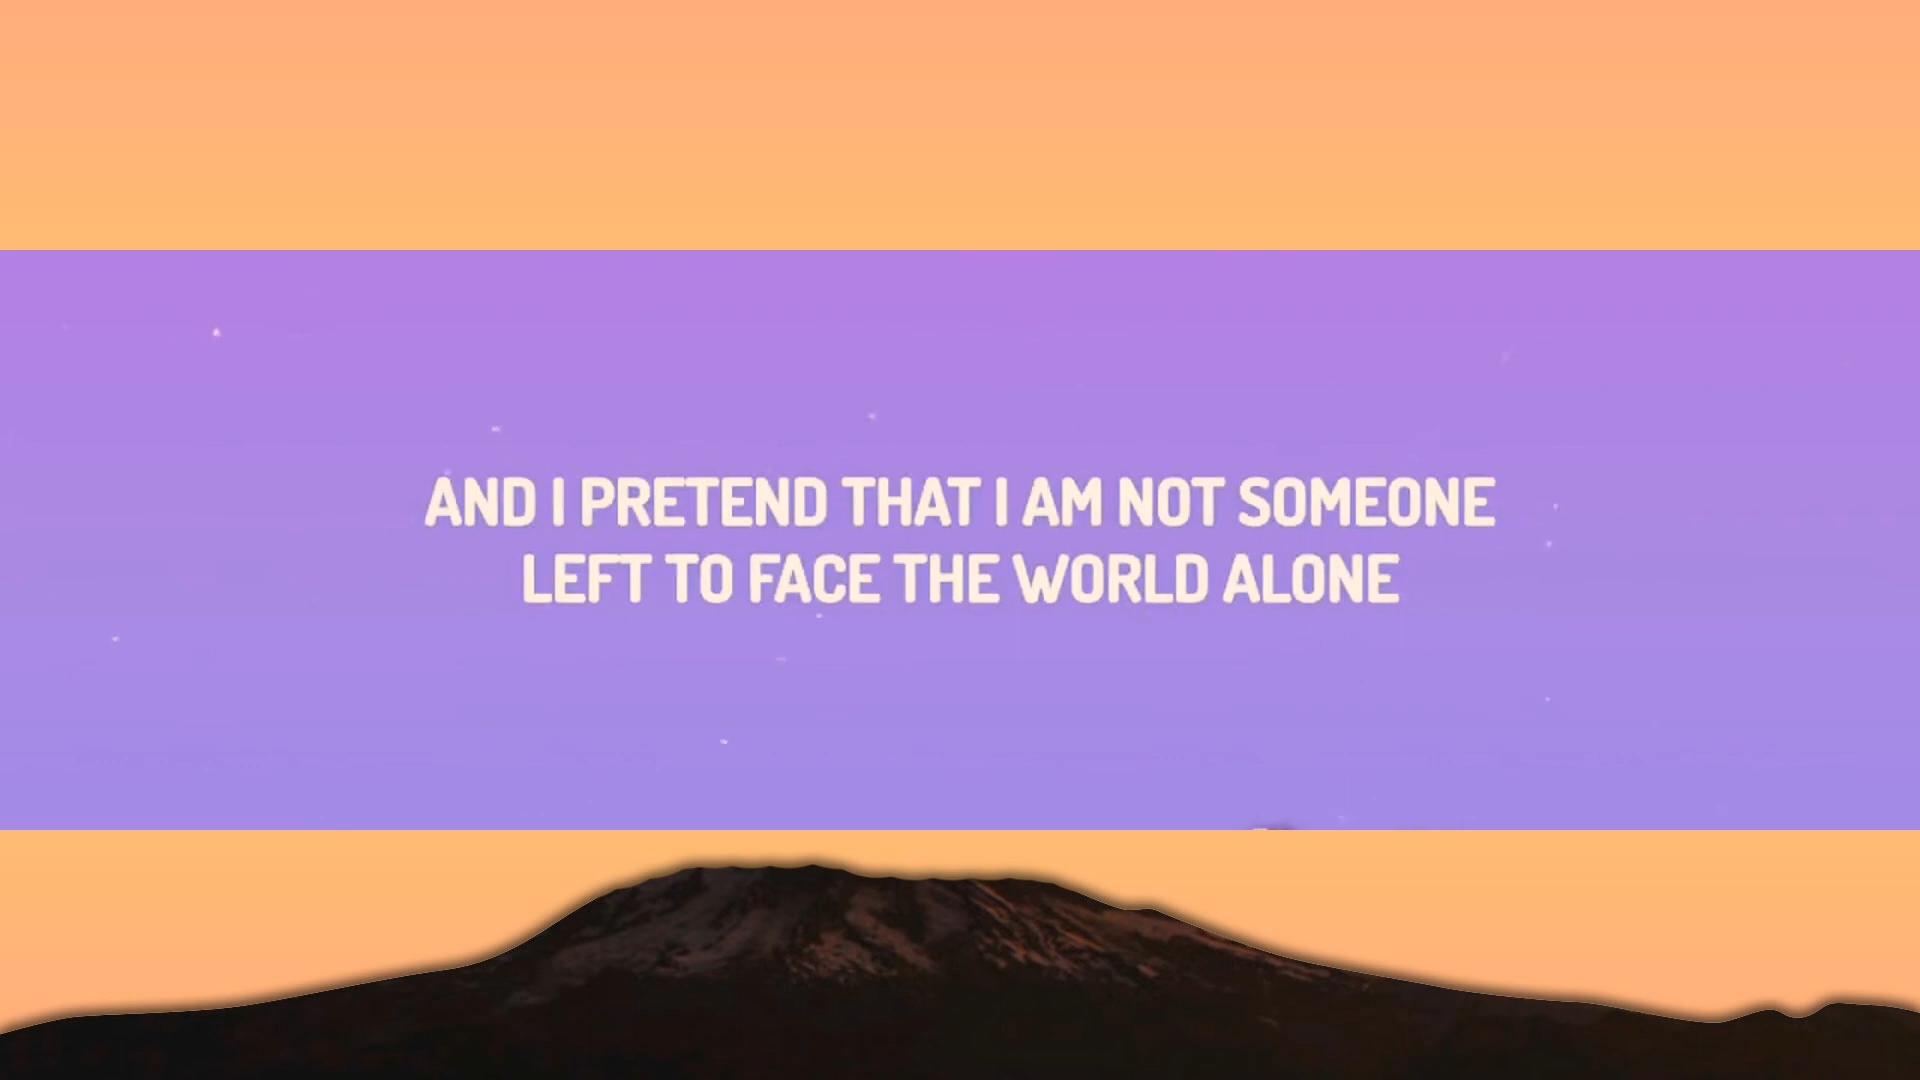 AND I PRETEND THAT I AM NOT SOMEONE
LEFT TO FACE THE WORLD ALONE